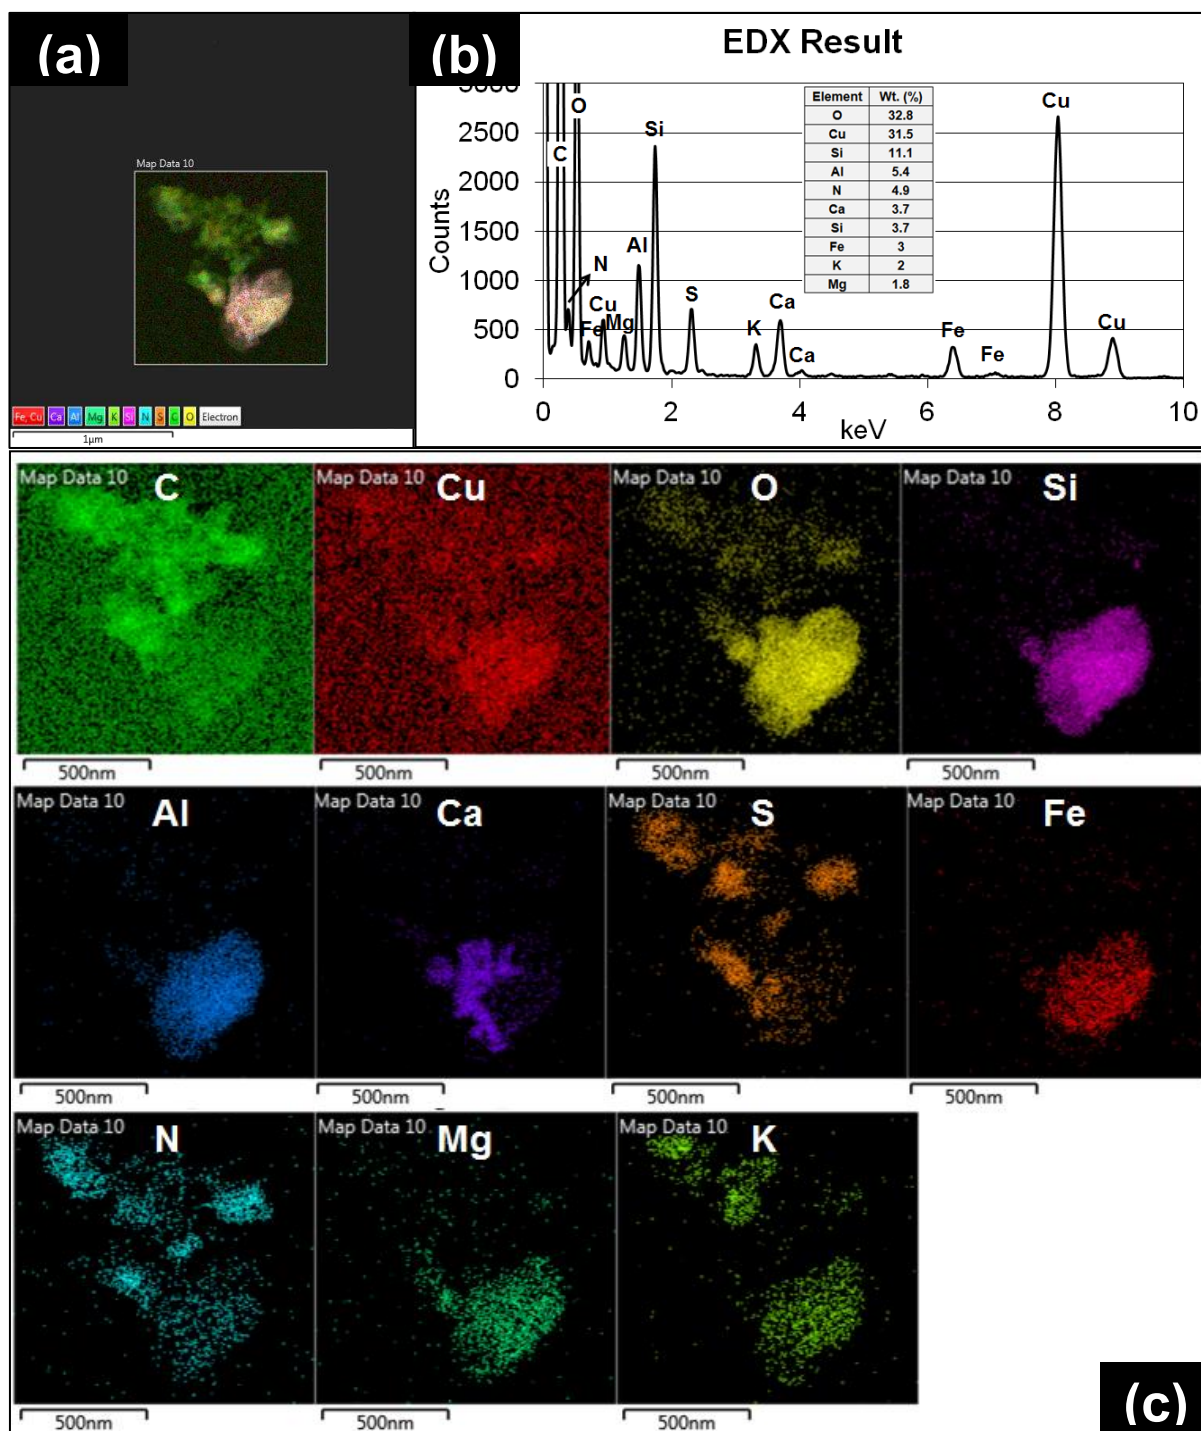 (a)
Map Data 10
Fe, Cu Ca Al Mg K Si N S C O Electron
1µm
(b)
EDX Result
Counts
3000
2500
2000
1500
1000
500
0
0 2 4 6 8 10
keV
C
O
N
Fe
Cu
Mg
Al
Si
S
K
Ca
Ca
Fe
Fe
Cu
Cu
Element Wt. (%)
O 32.8
Cu 31.5
Si 11.1
Al 5.4
N 4.9
Ca 3.7
Si 3.7
Fe 3
K 2
Mg 1.8
Map Data 10 C
Map Data 10 Cu
Map Data 10 O
Map Data 10 Si
500nm
500nm
500nm
500nm
Map Data 10 Al
Map Data 10 Ca
Map Data 10 S
Map Data 10 Fe
500nm
500nm
500nm
500nm
Map Data 10 N
Map Data 10 Mg
Map Data 10 K
500nm
500nm
500nm
(c)